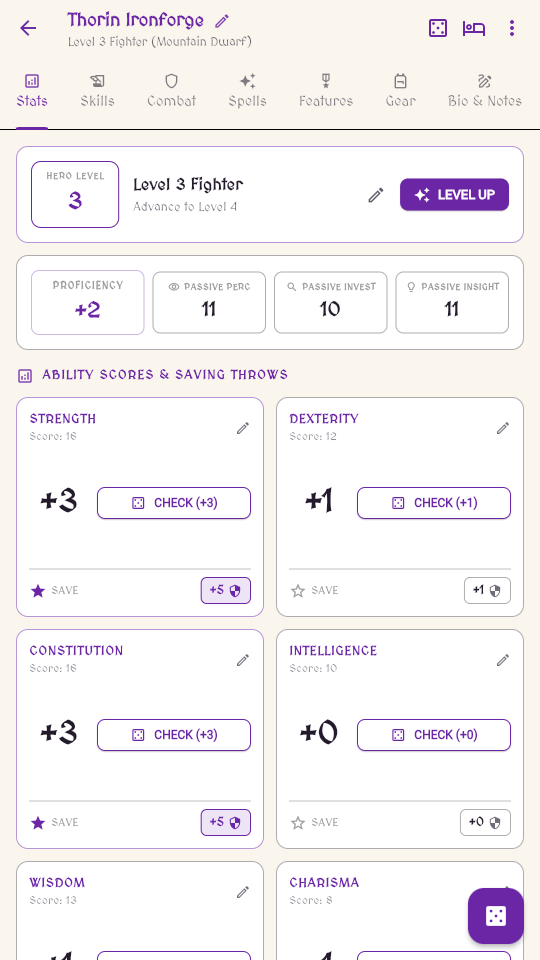 Thorin Ironforge
Level 3 Fighter (Mountain Dwarf)
Stats Skills Combat Spells Features Gear Bio & Notes
HERO LEVEL
3
Level 3 Fighter
Advance to Level 4
LEVEL UP
PROFICIENCY
+2
PASSIVE PERC
11
PASSIVE INVEST
10
PASSIVE INSIGHT
11
ABILITY SCORES & SAVING THROWS
STRENGTH
Score: 16
+3
CHECK (+3)
SAVE
+5
DEXTERITY
Score: 12
+1
CHECK (+1)
SAVE
+1
CONSTITUTION
Score: 16
+3
CHECK (+3)
SAVE
+5
INTELLIGENCE
Score: 10
+0
CHECK (+0)
SAVE
+0
WISDOM
Score: 13
CHARISMA
Score: 8